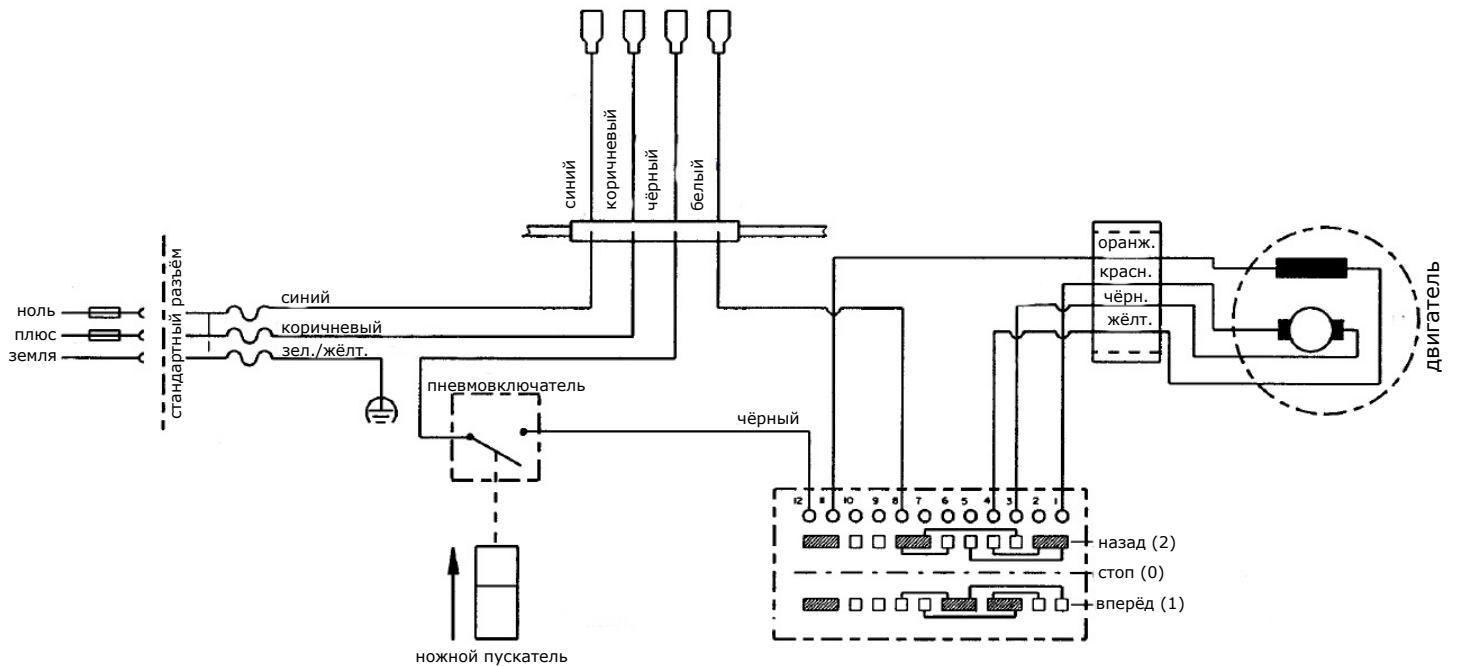 синий
коричневый
чёрный
белый
стандартный разъём
ноль
плюс
земля
синий
коричневый
зел./жёлт.
пневмовключатель
чёрный
ножной пускатель
оранж.
красн.
чёрн.
жёлт.
двигатель
12 11 10 9 8 7 6 5 4 3 2 1
назад (2)
стоп (0)
вперёд (1)